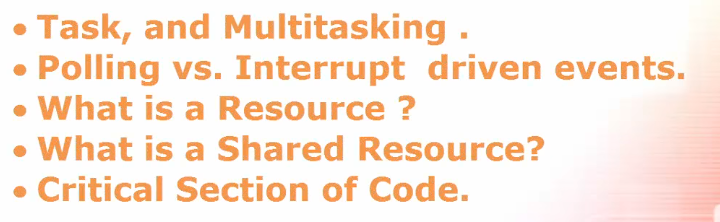 • Task, and Multitasking .
• Polling vs. Interrupt driven events.
• What is a Resource ?
• What is a Shared Resource?
• Critical Section of Code.